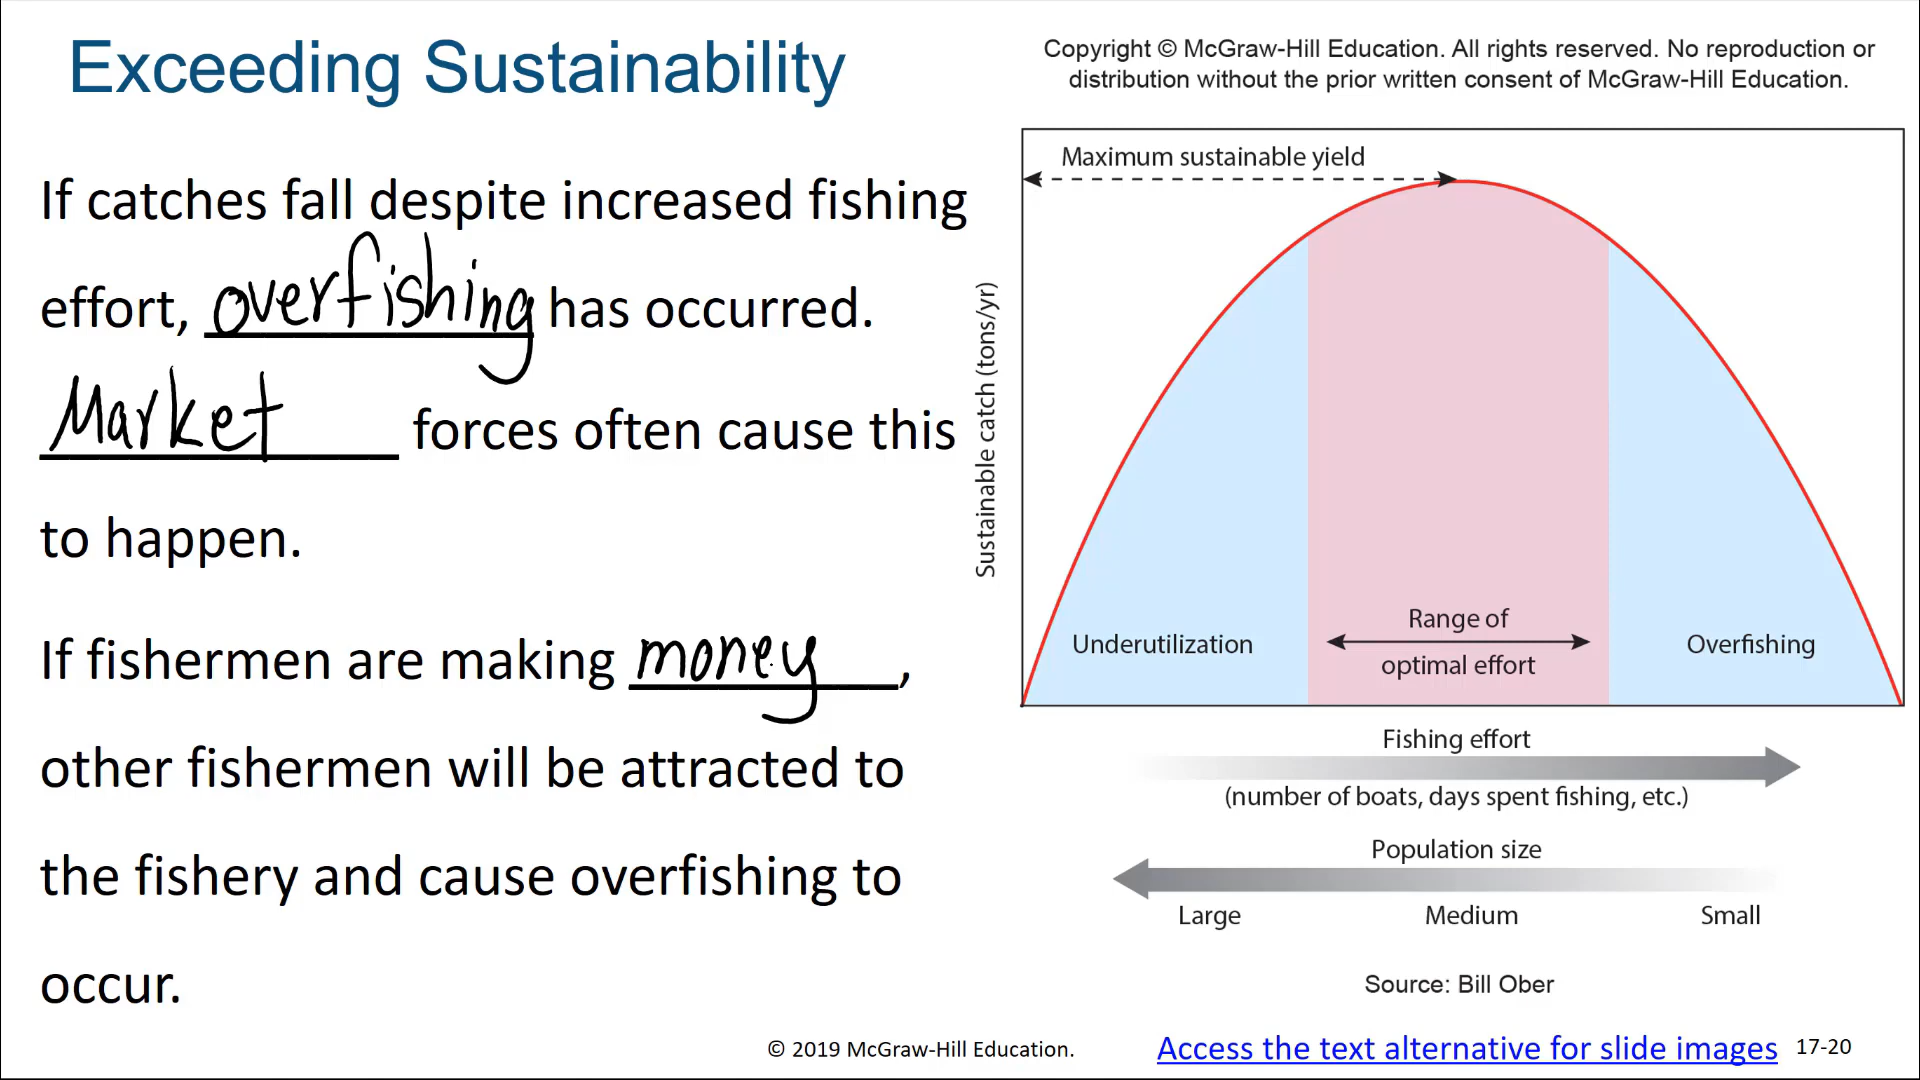 Exceeding Sustainability
If catches fall despite increased fishing
effort, overfishing has occurred.
Market forces often cause this
to happen.
If fishermen are making money,
other fishermen will be attracted to
the fishery and cause overfishing to
occur.
Copyright © McGraw-Hill Education. All rights reserved. No reproduction or
distribution without the prior written consent of McGraw-Hill Education.
Maximum sustainable yield
Sustainable catch (tons/yr)
Underutilization
Range of
optimal effort
Overfishing
Fishing effort
(number of boats, days spent fishing, etc.)
Population size
Large Medium Small
Source: Bill Ober
© 2019 McGraw-Hill Education.
Access the text alternative for slide images
17-20